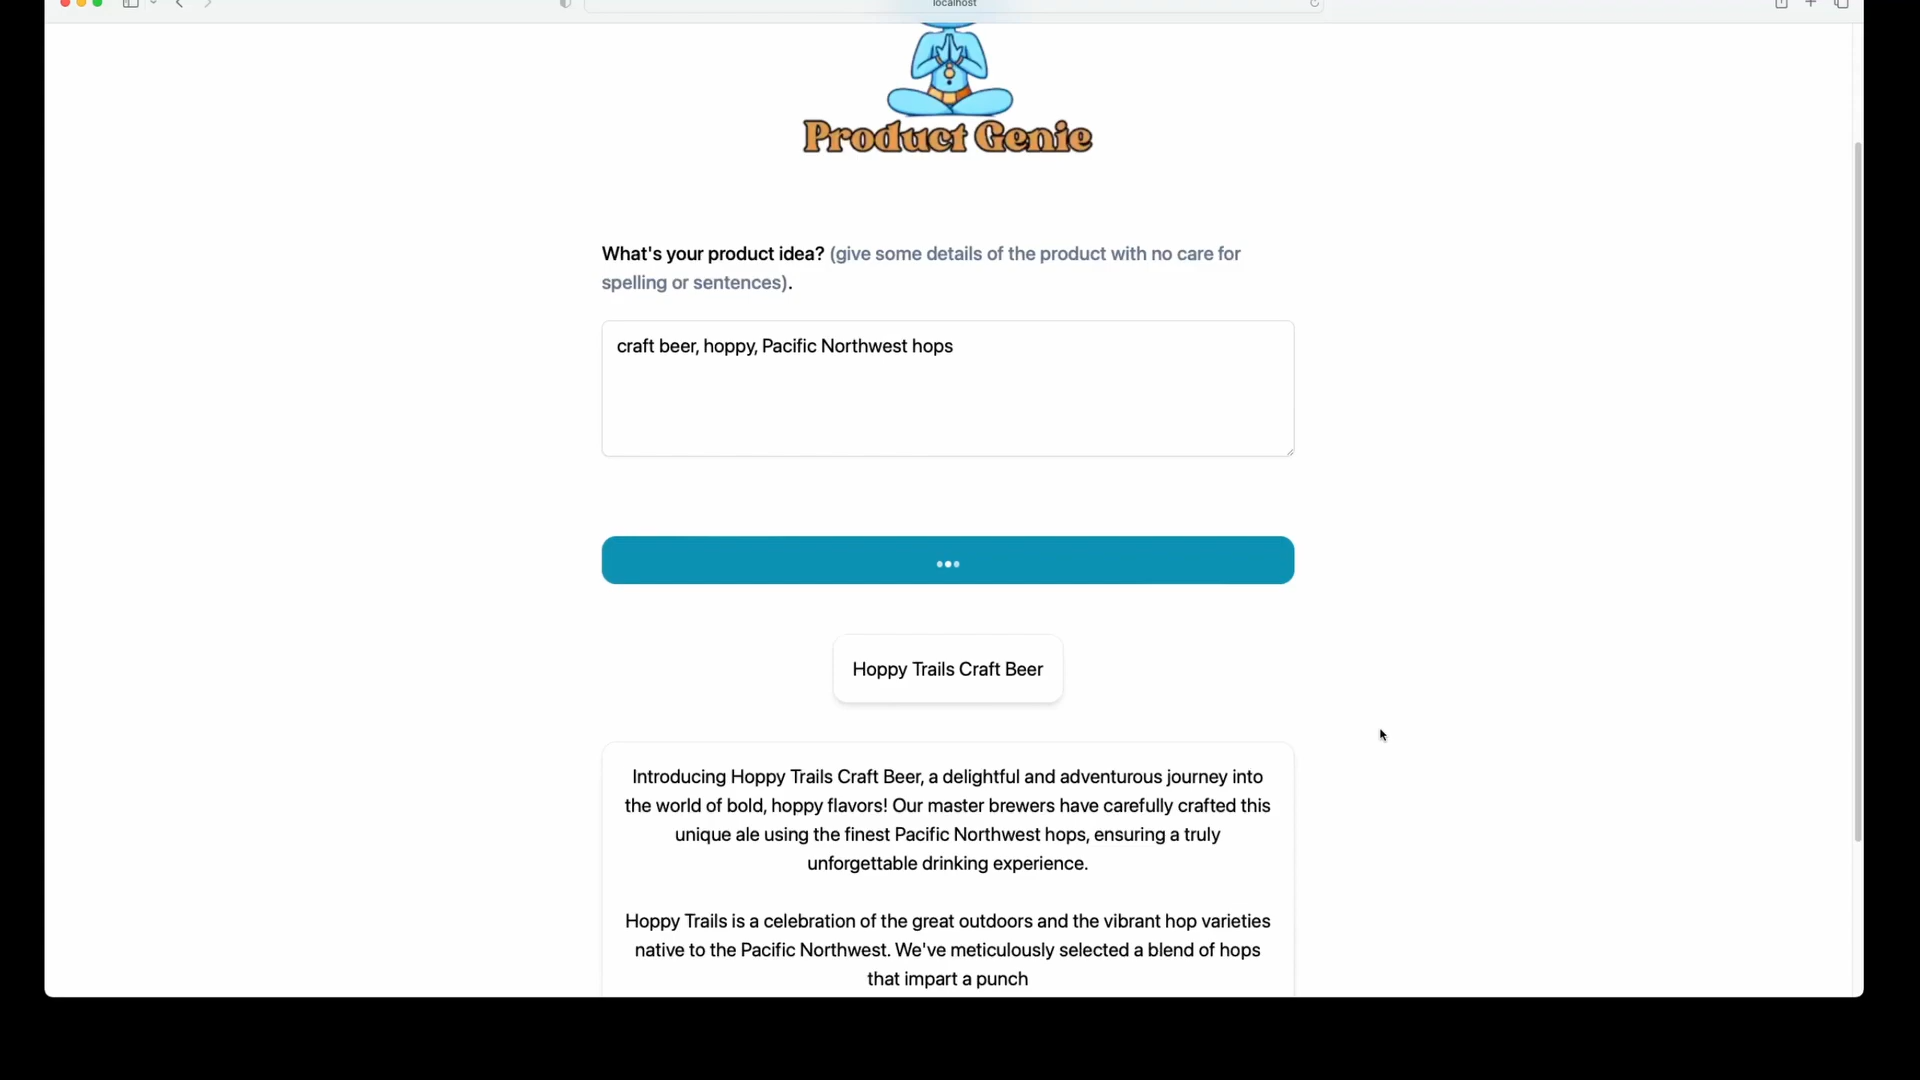 localhost
Product Genie
What's your product idea? (give some details of the product with no care for
spelling or sentences).
craft beer, hoppy, Pacific Northwest hops
Hoppy Trails Craft Beer
Introducing Hoppy Trails Craft Beer, a delightful and adventurous journey into
the world of bold, hoppy flavors! Our master brewers have carefully crafted this
unique ale using the finest Pacific Northwest hops, ensuring a truly
unforgettable drinking experience.
Hoppy Trails is a celebration of the great outdoors and the vibrant hop varieties
native to the Pacific Northwest. We've meticulously selected a blend of hops
that impart a punch